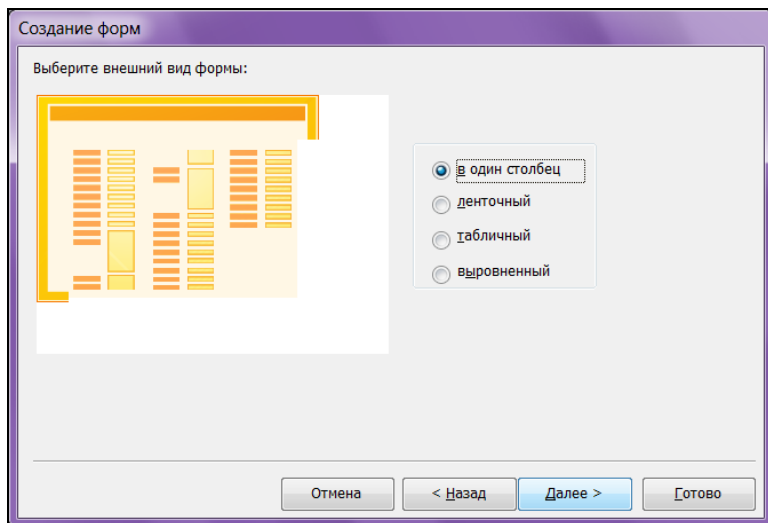 Создание форм
Выберите внешний вид формы:
в один столбец
ленточный
табличный
выровненный
Отмена
< Назад
Далее >
Готово